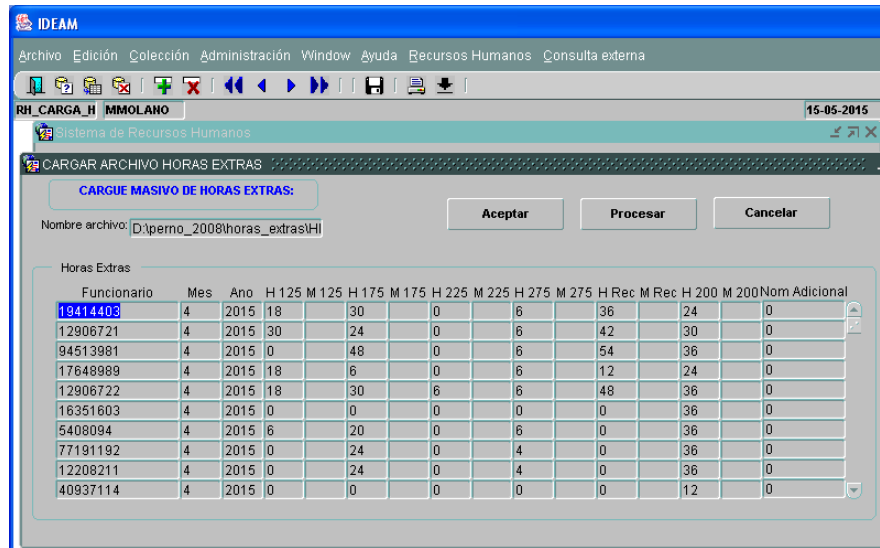 IDEAM
Archivo Edición Colección Administración Window Ayuda Recursos Humanos Consulta externa
RH_CARGA_H MMOLANO 15-05-2015
Sistema de Recursos Humanos
CARGAR ARCHIVO HORAS EXTRAS
CARGUE MASIVO DE HORAS EXTRAS:
Aceptar Procesar Cancelar
Nombre archivo: D:\perno_2008\horas_extras\HI
Horas Extras
Funcionario Mes Ano H 125 M 125 H 175 M 175 H 225 M 225 H 275 M 275 H Rec M Rec H 200 M 200 Nom Adicional
19414403 4 2015 18 30 0 6 36 24 0
12906721 4 2015 30 24 0 6 42 30 0
94513981 4 2015 0 48 0 6 54 36 0
17648989 4 2015 18 6 0 6 12 24 0
12906722 4 2015 18 30 6 6 48 36 0
16351603 4 2015 0 0 0 0 0 36 0
5408094 4 2015 6 20 0 6 0 36 0
77191192 4 2015 0 24 0 4 0 36 0
12208211 4 2015 0 24 0 4 0 36 0
40937114 4 2015 0 0 0 0 0 12 0